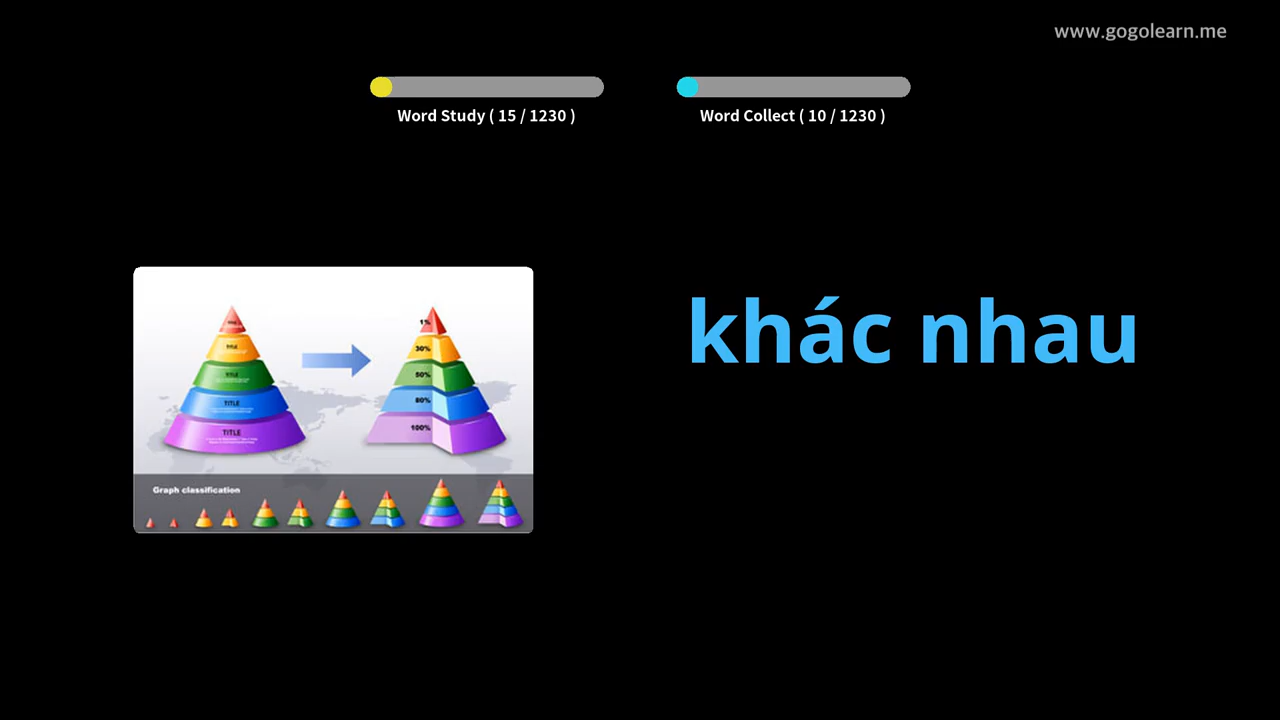 www.gogolearn.me
Word Study ( 15 / 1230 )
Word Collect ( 10 / 1230 )
khác nhau
1%
30%
TITLE
50%
TITLE
80%
TITLE
100%
TITLE
Graph classification